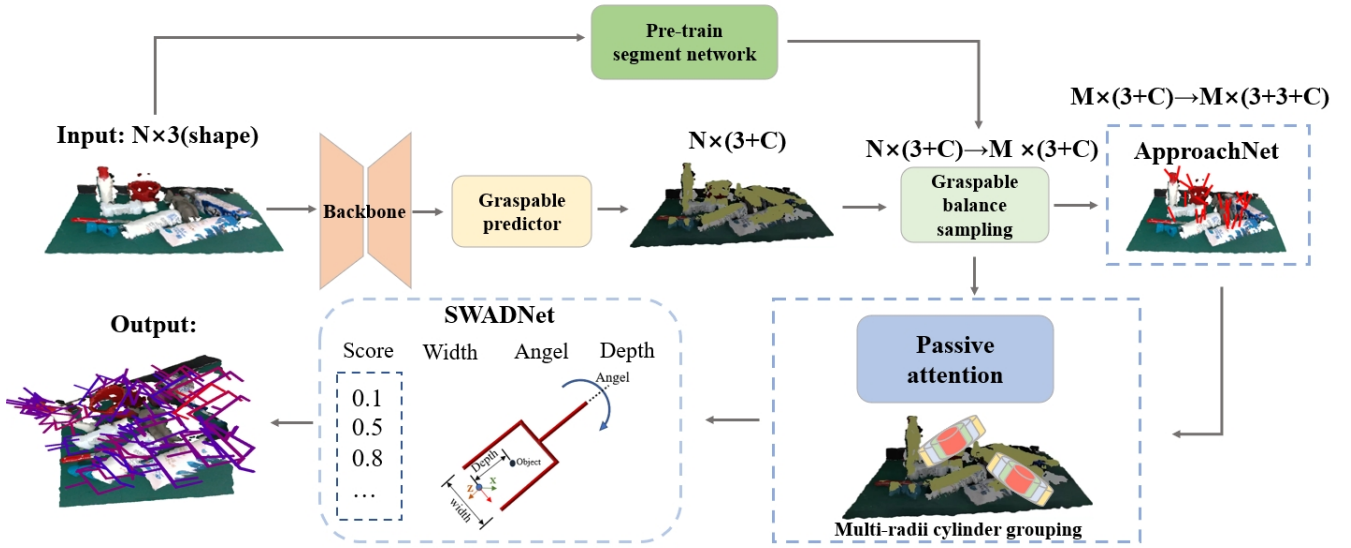 Pre-train
segment network
M×(3+C)→M×(3+3+C)
Input: N×3(shape)
N×(3+C)
N×(3+C)→M ×(3+C)
ApproachNet
Backbone
Graspable
predictor
Graspable
balance
sampling
Output:
SWADNet
Score Width Angel Depth
0.1
0.5
0.8
...
Angel
Depth
Object
Z
X
width
Passive
attention
Multi-radii cylinder grouping